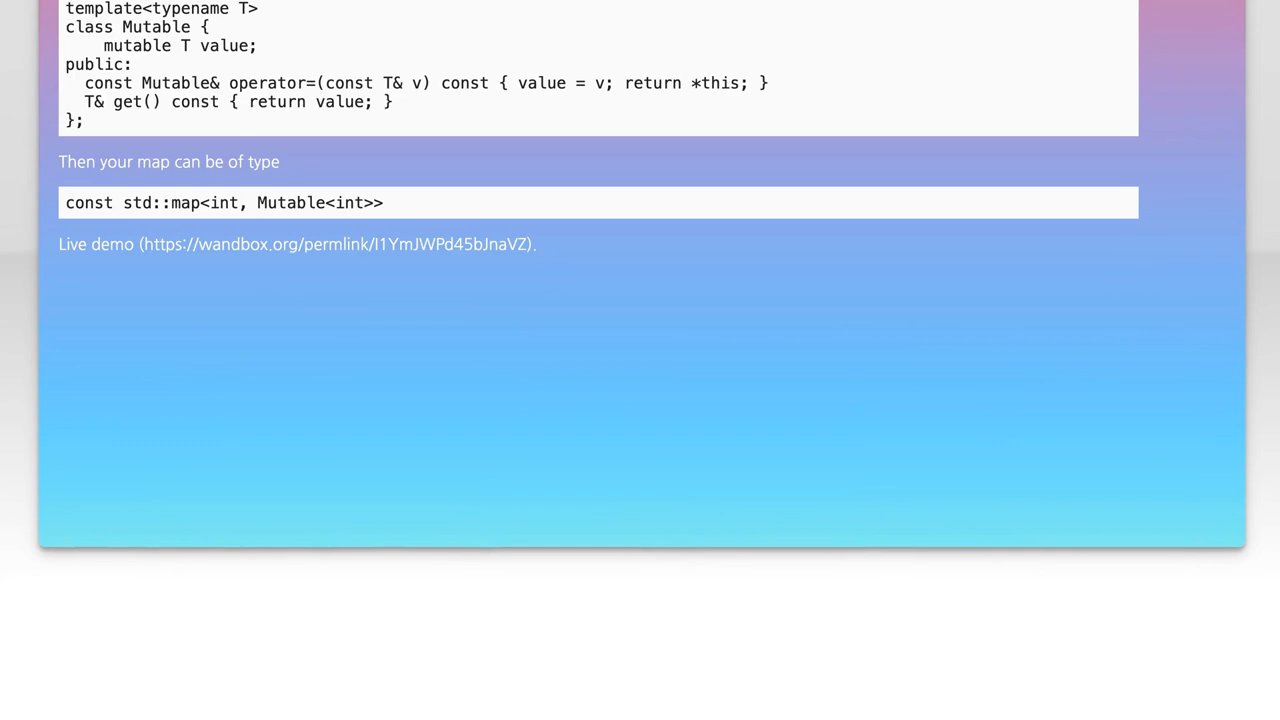 template<typename T>
class Mutable {
    mutable T value;
public:
  const Mutable& operator=(const T& v) const { value = v; return *this; }
  T& get() const { return value; }
};
Then your map can be of type
const std::map<int, Mutable<int>>
Live demo (https://wandbox.org/permlink/I1YmJWPd45bJnaVZ).